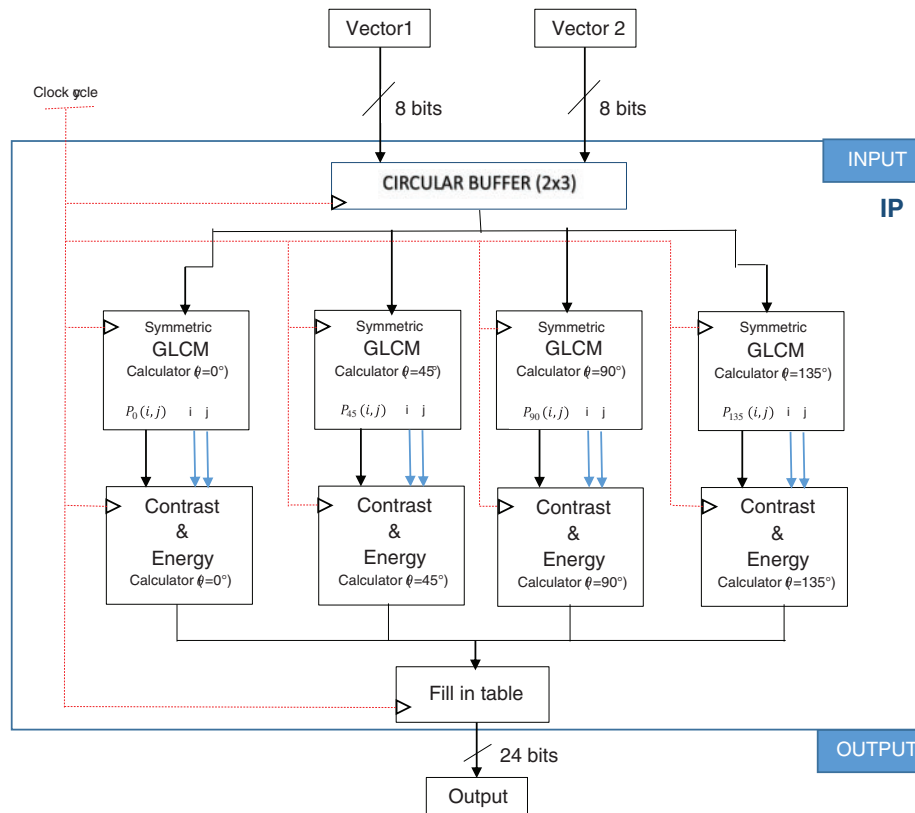 Vector1
Vector 2
Clock cycle
8 bits
8 bits
INPUT
CIRCULAR BUFFER (2x3)
IP
Symmetric
GLCM
Calculator (θ=0°)
P₀(i,j) i j
Symmetric
GLCM
Calculator (θ=45°)
P₄₅(i,j) i j
Symmetric
GLCM
Calculator (θ=90°)
P₉₀(i,j) i j
Symmetric
GLCM
Calculator (θ=135°)
P₁₃₅(i,j) i j
Contrast
&
Energy
Calculator (θ=0°)
Contrast
&
Energy
Calculator (θ=45°)
Contrast
&
Energy
Calculator (θ=90°)
Contrast
&
Energy
Calculator (θ=135°)
Fill in table
OUTPUT
24 bits
Output